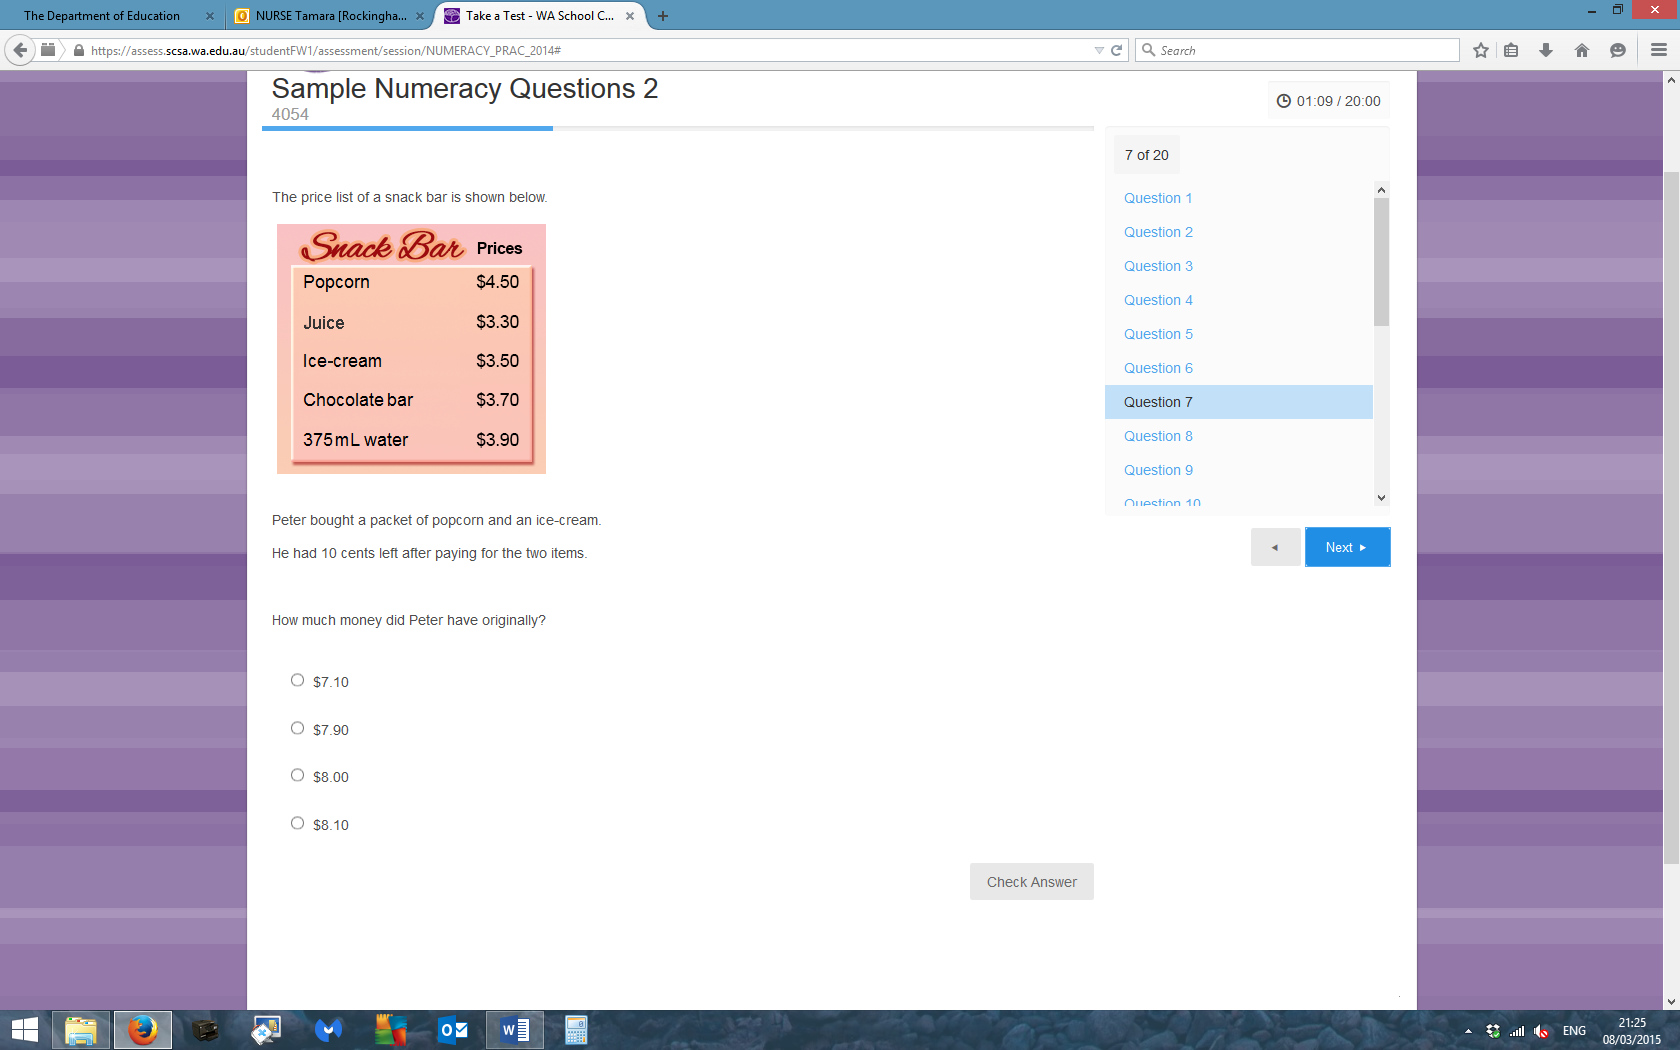 The Department of Education
NURSE Tamara [Rockingha...
Take a Test - WA School C...
https://assess.scsa.wa.edu.au/studentFW1/assessment/session/NUMERACY_PRAC_2014#
Search
Sample Numeracy Questions 2
4054
01:09 / 20:00
7 of 20
Question 1
Question 2
Question 3
Question 4
Question 5
Question 6
Question 7
Question 8
Question 9
Question 10
Next
The price list of a snack bar is shown below.
Snack Bar Prices
Popcorn $4.50
Juice $3.30
Ice-cream $3.50
Chocolate bar $3.70
375mL water $3.90
Peter bought a packet of popcorn and an ice-cream.
He had 10 cents left after paying for the two items.
How much money did Peter have originally?
$7.10
$7.90
$8.00
$8.10
Check Answer
ENG
21:25
08/03/2015